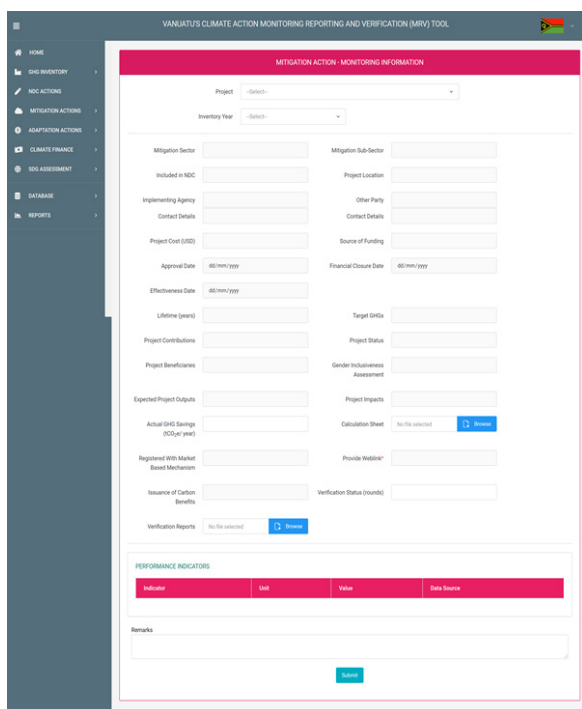 VANUATU'S CLIMATE ACTION MONITORING REPORTING AND VERIFICATION (MRV) TOOL
HOME
GHG INVENTORY
NDC ACTIONS
MITIGATION ACTIONS
ADAPTATION ACTIONS
CLIMATE FINANCE
SDG ASSESSMENT
DATABASE
REPORTS
MITIGATION ACTION - MONITORING INFORMATION
Project --Select--
Inventory Year --Select--
Mitigation Sector Mitigation Sub-Sector
Included in NDC Project Location
Implementing Agency Other Party
Contact Details Contact Details
Project Cost (USD) Source of Funding
Approval Date dd/mm/yyyy Financial Closure Date dd/mm/yyyy
Effectiveness Date dd/mm/yyyy
Lifetime (years) Target GHGs
Project Contributions Project Status
Project Beneficiaries Gender Inclusiveness
Assessment
Expected Project Outputs Project Impacts
Actual GHG Savings Calculation Sheet No file selected Browse
(tCO₂e/ year)
Registered With Market Provide Weblink*
Based Mechanism
Issuance of Carbon Verification Status (rounds)
Benefits
Verification Reports No file selected Browse
PERFORMANCE INDICATORS
Indicator Unit Value Data Source
Remarks
Submit